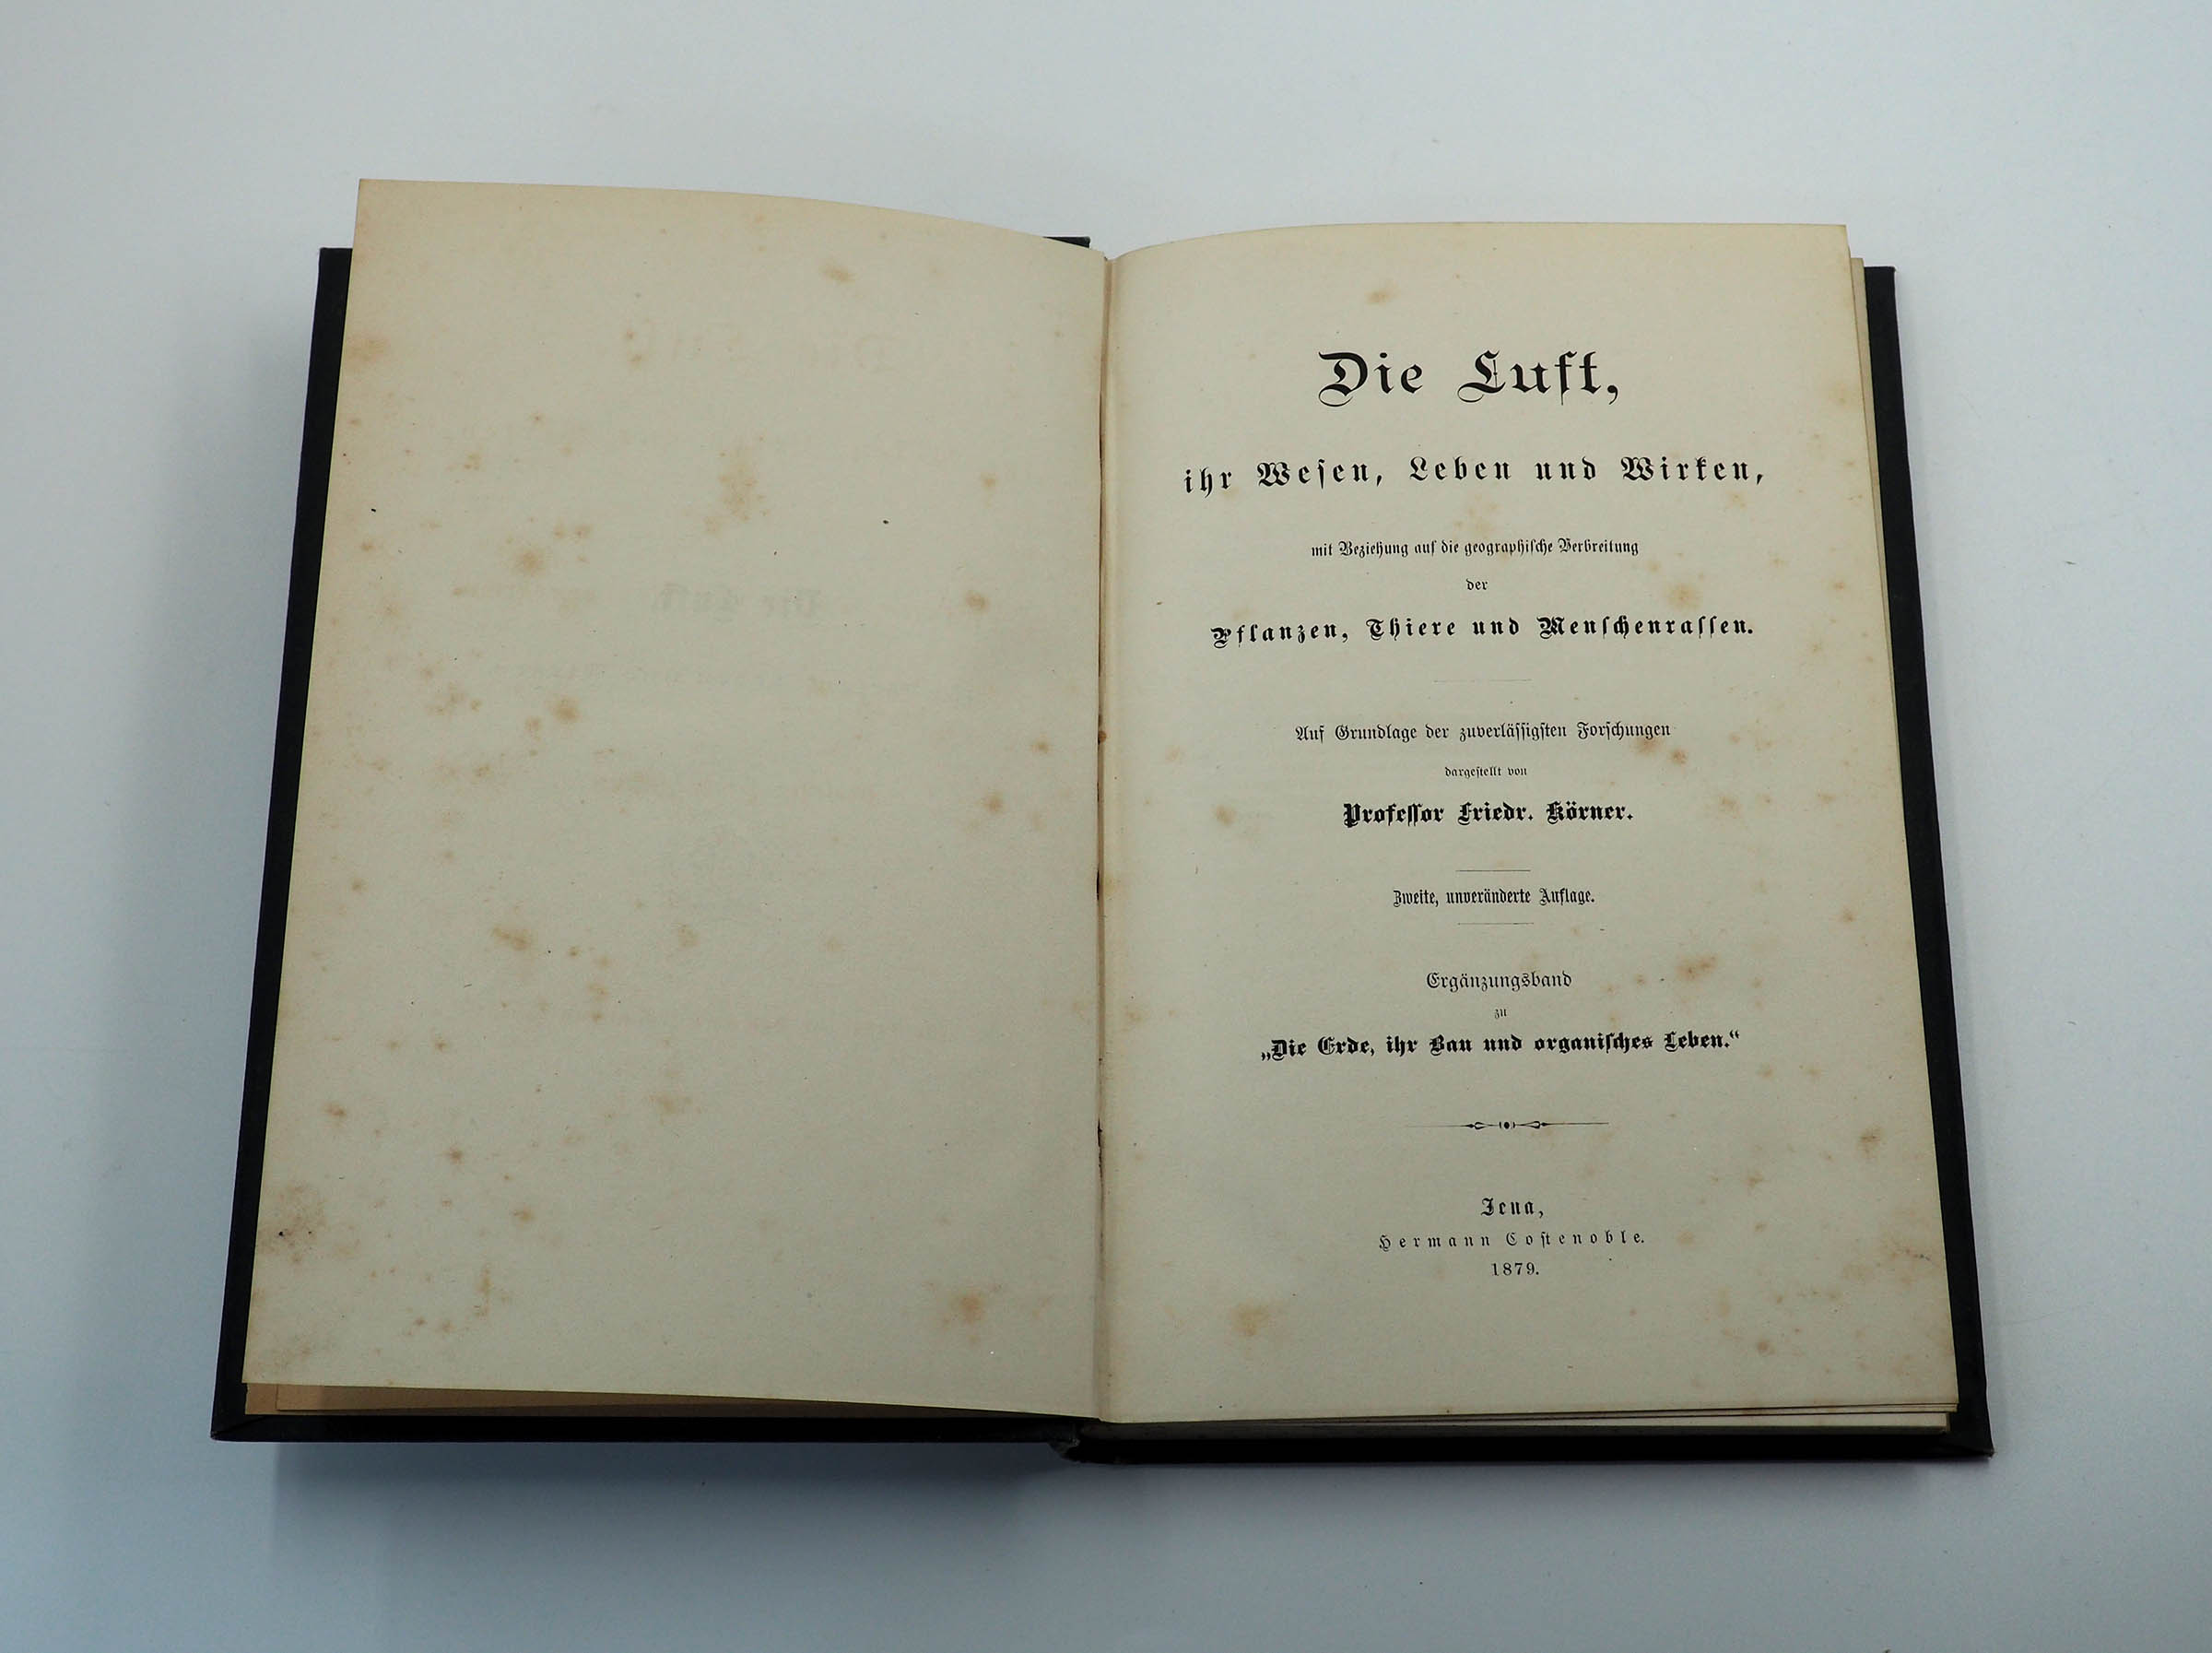 Die Luft,
ihr Wesen, Leben und Wirken,
mit Beziehung auf die geographische Verbreitung
der
Pflanzen, Thiere und Menschenrassen.
Auf Grundlage der zuverlässigsten Forschungen
dargestellt von
Professor Friedr. Körner.
Zweite, unveränderte Auflage.
Ergänzungsband
zu
„Die Erde, ihr Bau und organisches Leben.“
Jena,
Hermann Costenoble.
1879.